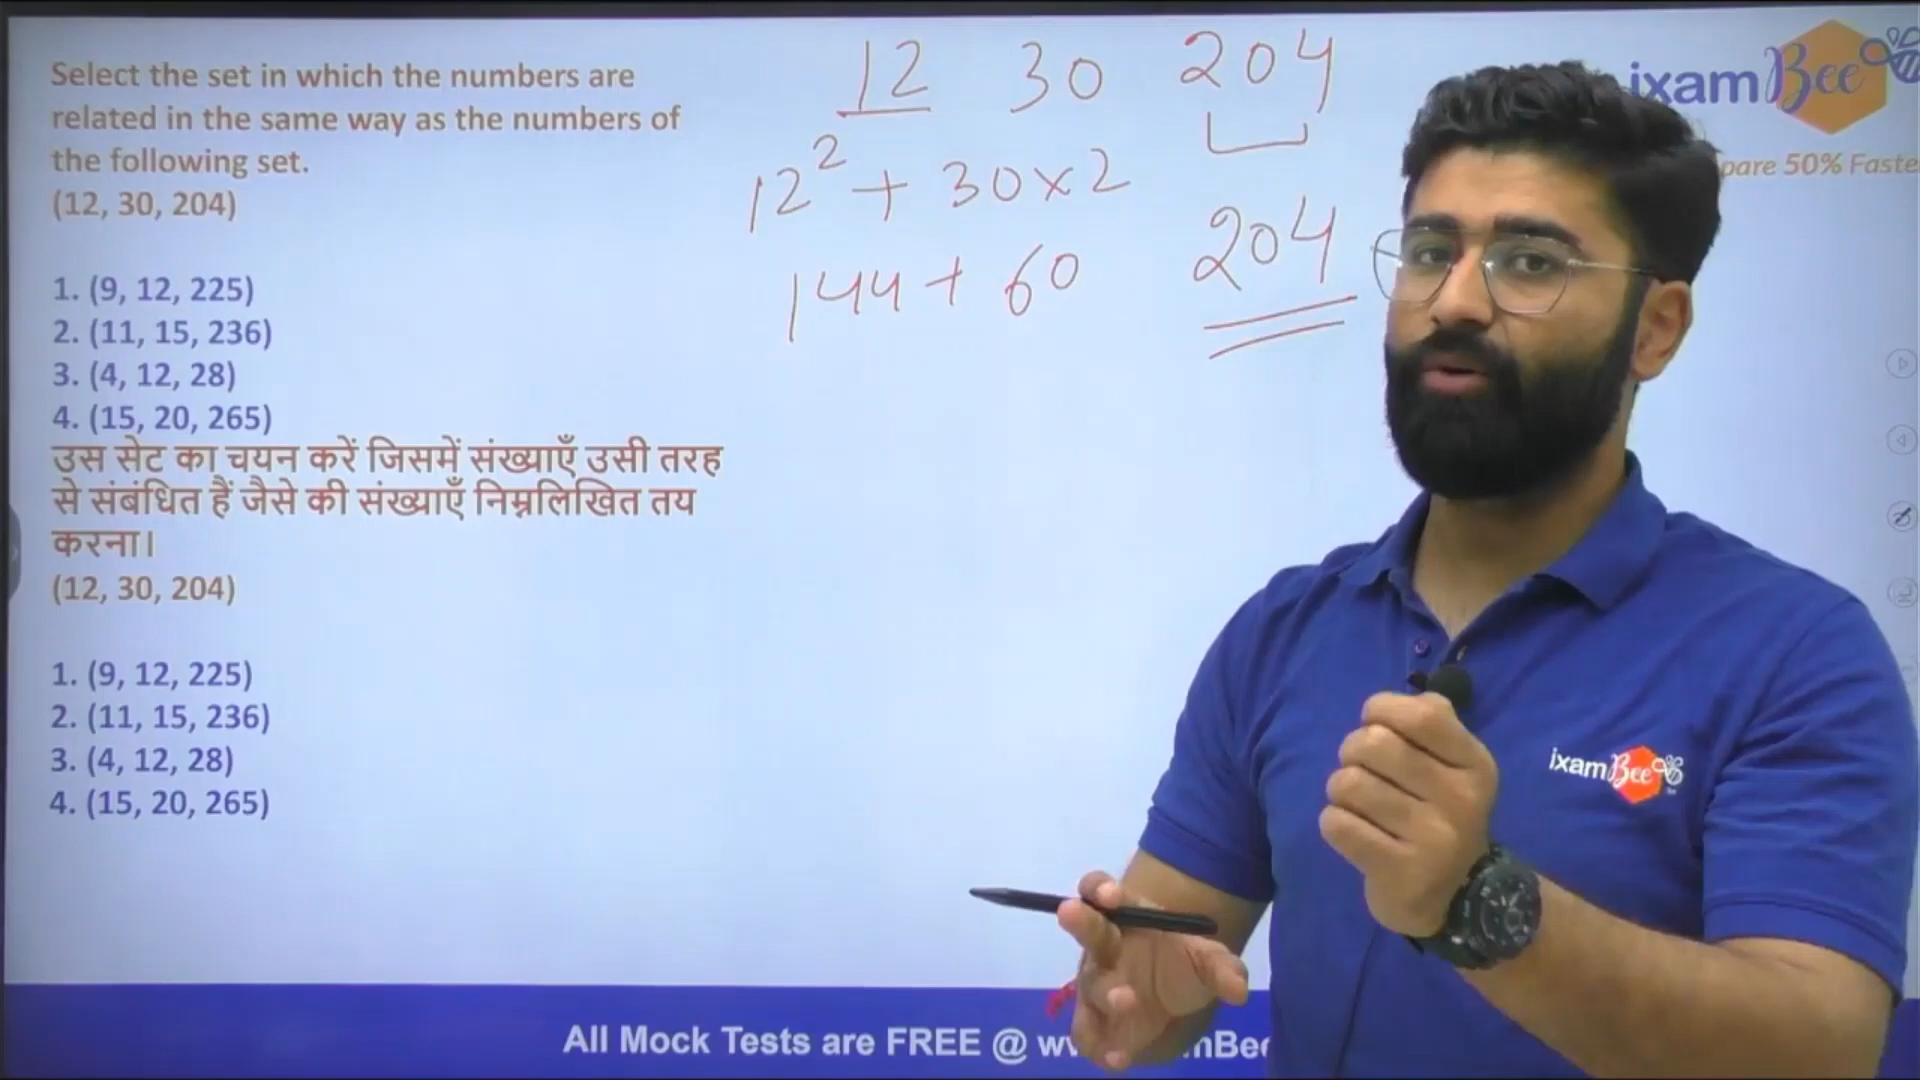 Select the set in which the numbers are
related in the same way as the numbers of
the following set.
(12, 30, 204)
1. (9, 12, 225)
2. (11, 15, 236)
3. (4, 12, 28)
4. (15, 20, 265)
उस सेट का चयन करें जिसमें संख्याएँ उसी तरह
से संबंधित हैं जैसे की संख्याएँ निम्नलिखित तय
करना।
(12, 30, 204)
1. (9, 12, 225)
2. (11, 15, 236)
3. (4, 12, 28)
4. (15, 20, 265)
12 30 204
12² + 30×2
204
144 + 60
ixamBee
pare 50% Faste
ixamBee
All Mock Tests are FREE @ w